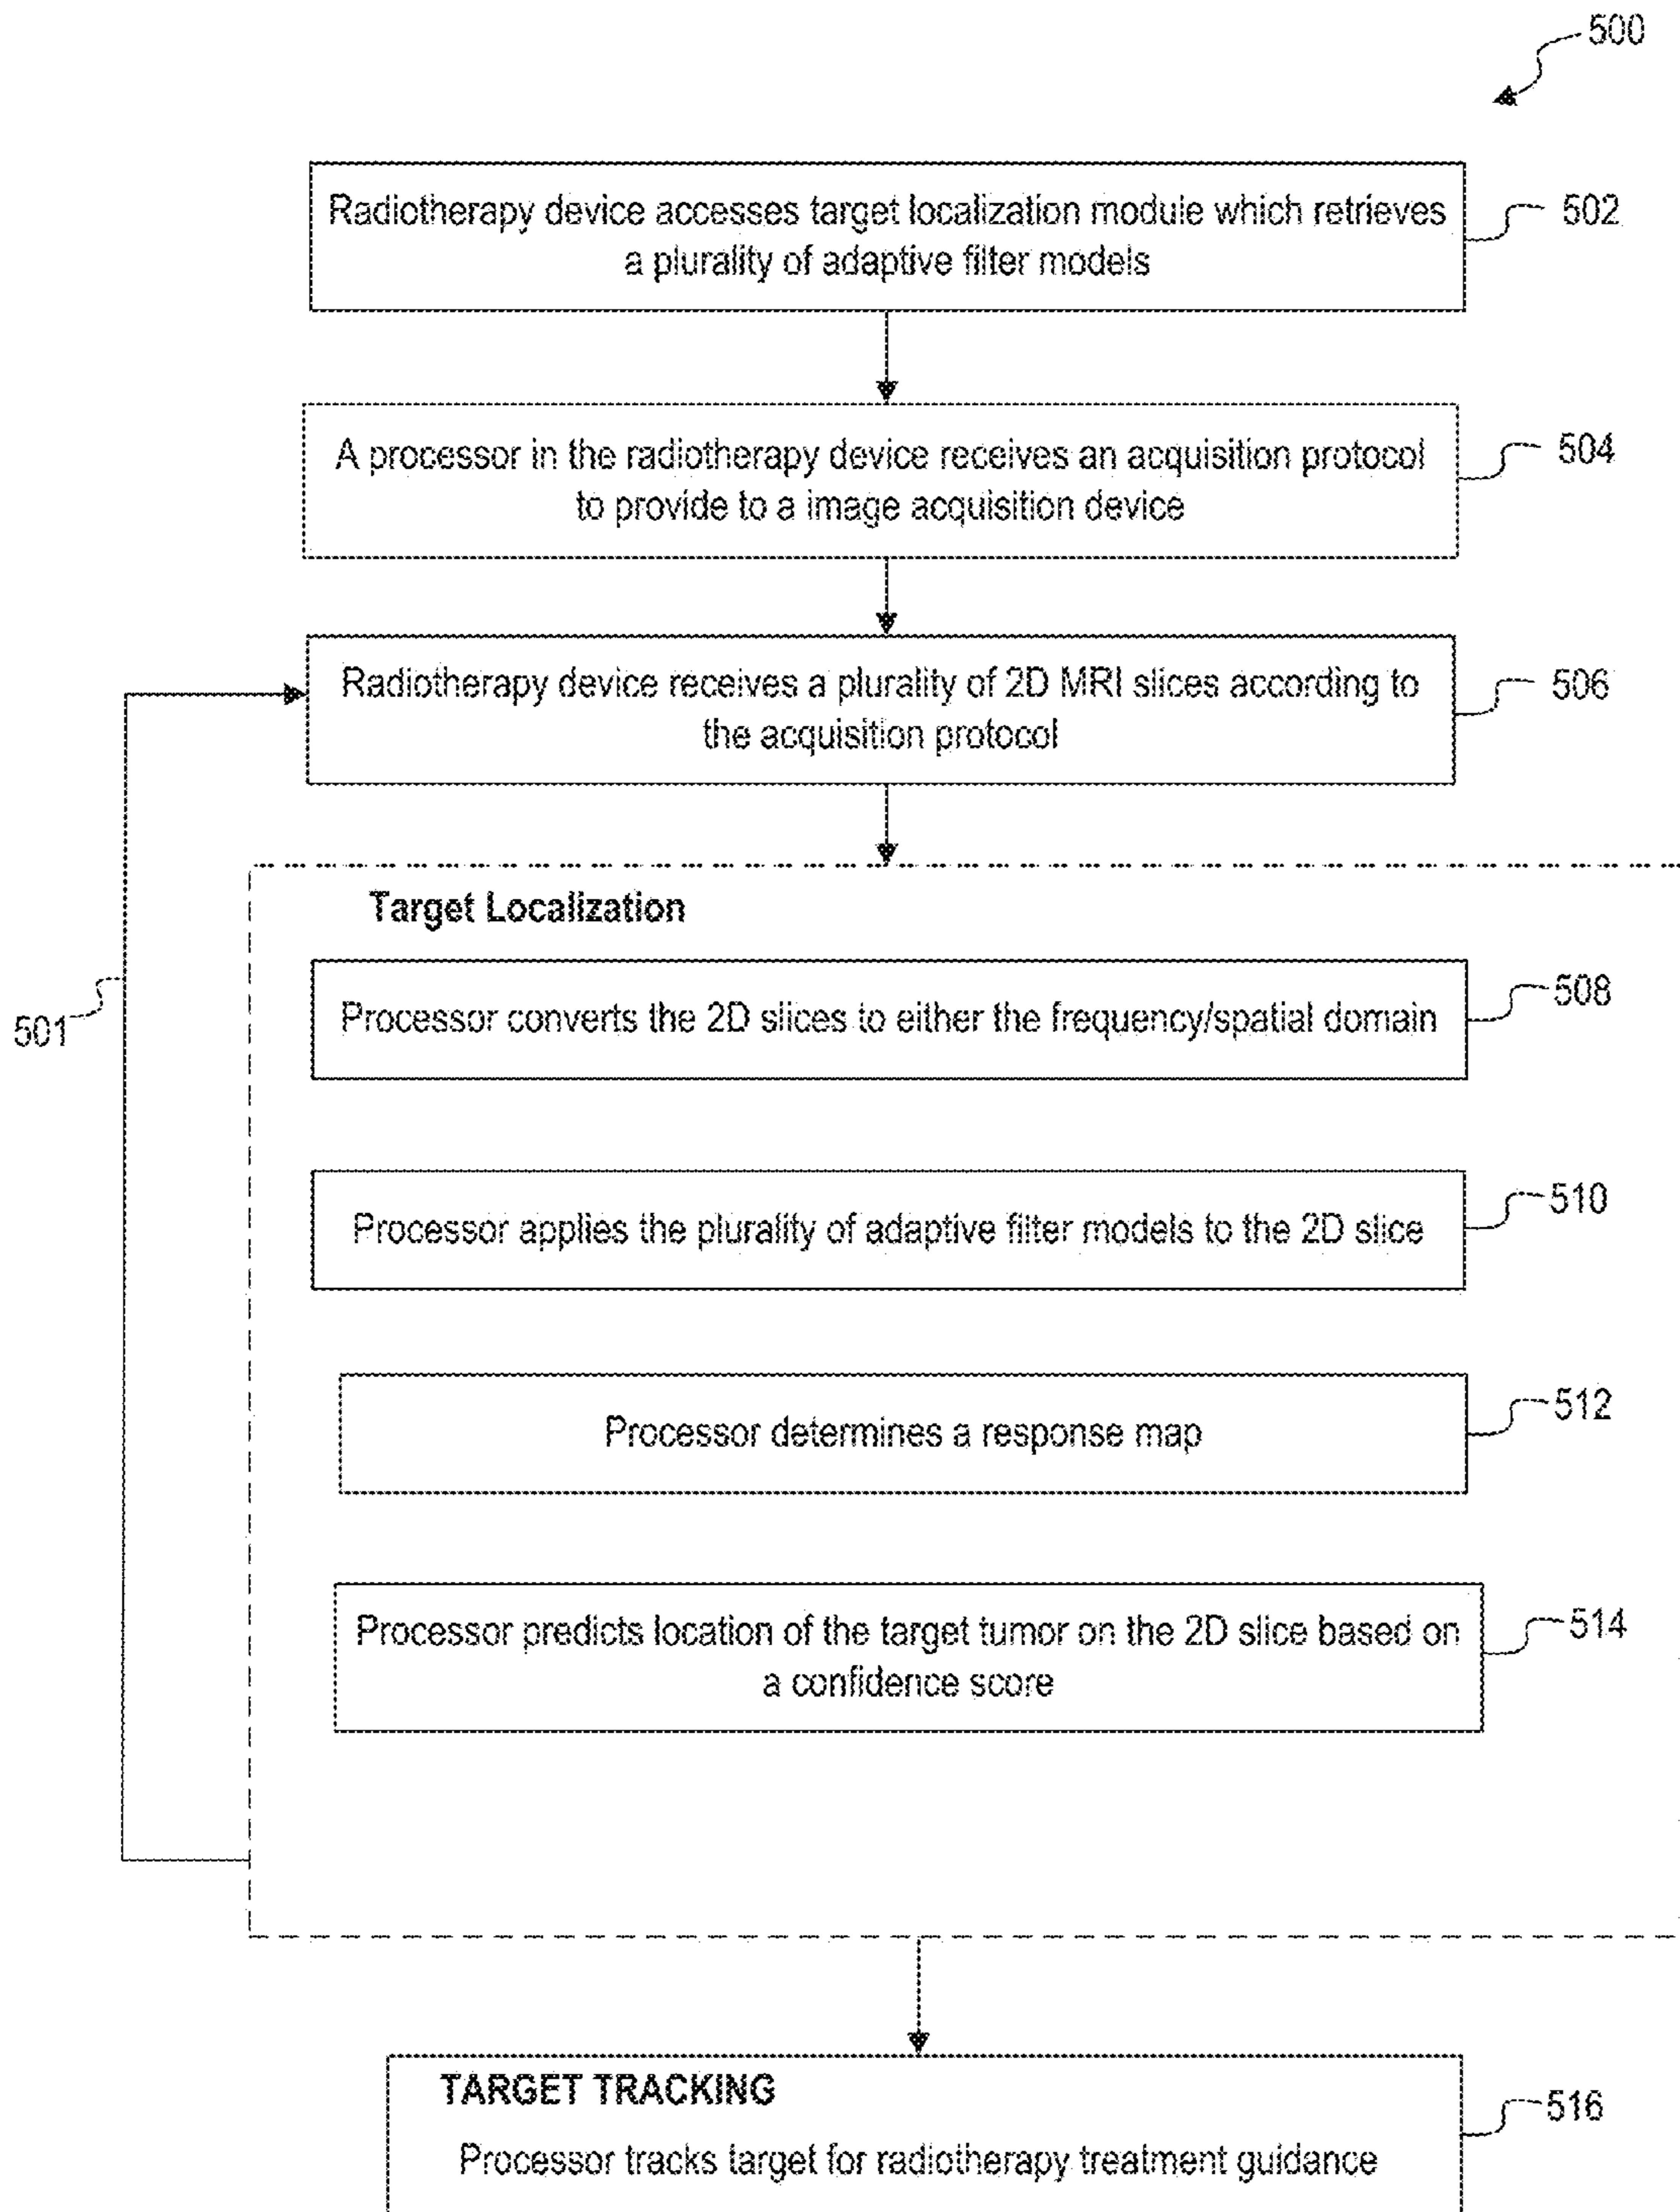 500
Radiotherapy device accesses target localization module which retrieves
a plurality of adaptive filter models
502
A processor in the radiotherapy device receives an acquisition protocol
to provide to a image acquisition device
504
Radiotherapy device receives a plurality of 2D MRI slices according to
the acquisition protocol
506
Target Localization
Processor converts the 2D slices to either the frequency/spatial domain
508
501
Processor applies the plurality of adaptive filter models to the 2D slice
510
Processor determines a response map
512
Processor predicts location of the target tumor on the 2D slice based on
a confidence score
514
TARGET TRACKING
Processor tracks target for radiotherapy treatment guidance
516